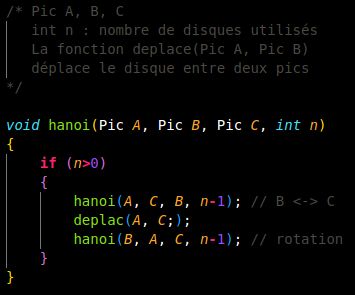 /* Pic A, B, C
int n : nombre de disques utilisés
La fonction deplace(Pic A, Pic B)
déplace le disque entre deux pics
*/
void hanoi(Pic A, Pic B, Pic C, int n)
{
if (n>0)
{
hanoi(A, C, B, n-1); // B <-> C
deplac(A, C;);
hanoi(B, A, C, n-1); // rotation
}
}